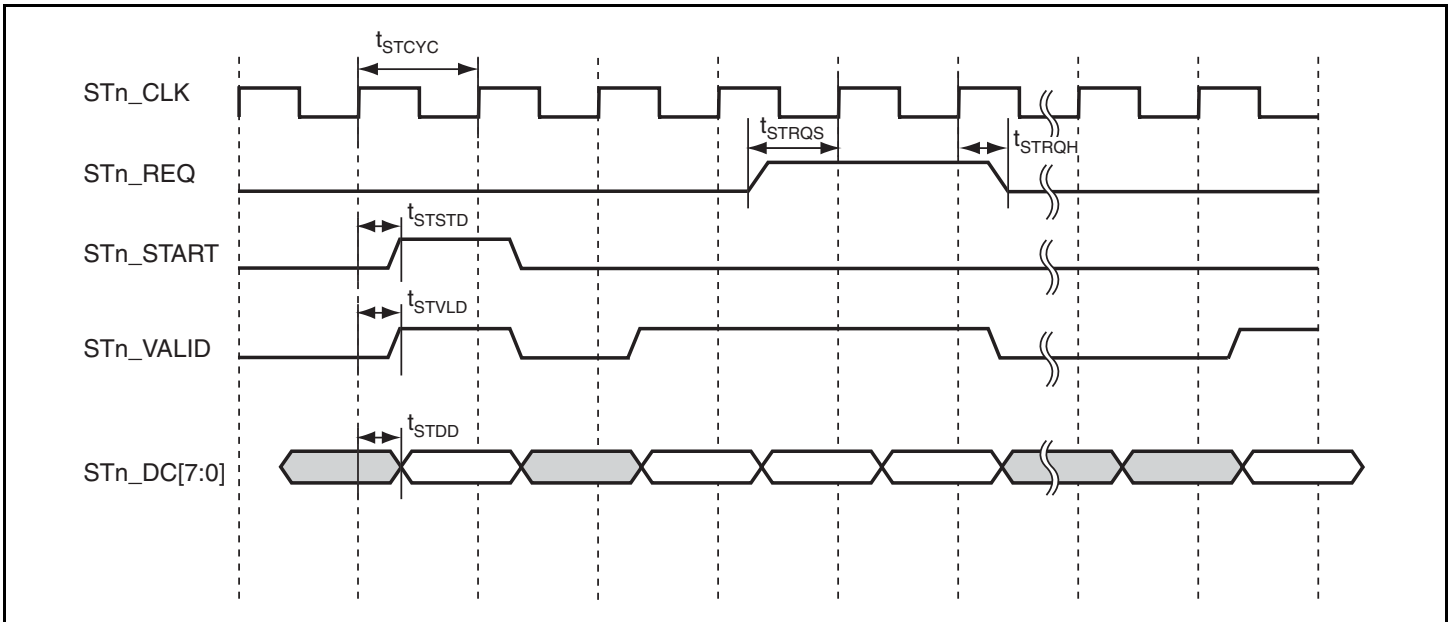 tSTCYC
STn_CLK
tSTRQS
tSTRQH
STn_REQ
tSTSTD
STn_START
tSTVLD
STn_VALID
tSTDD
STn_DC[7:0]